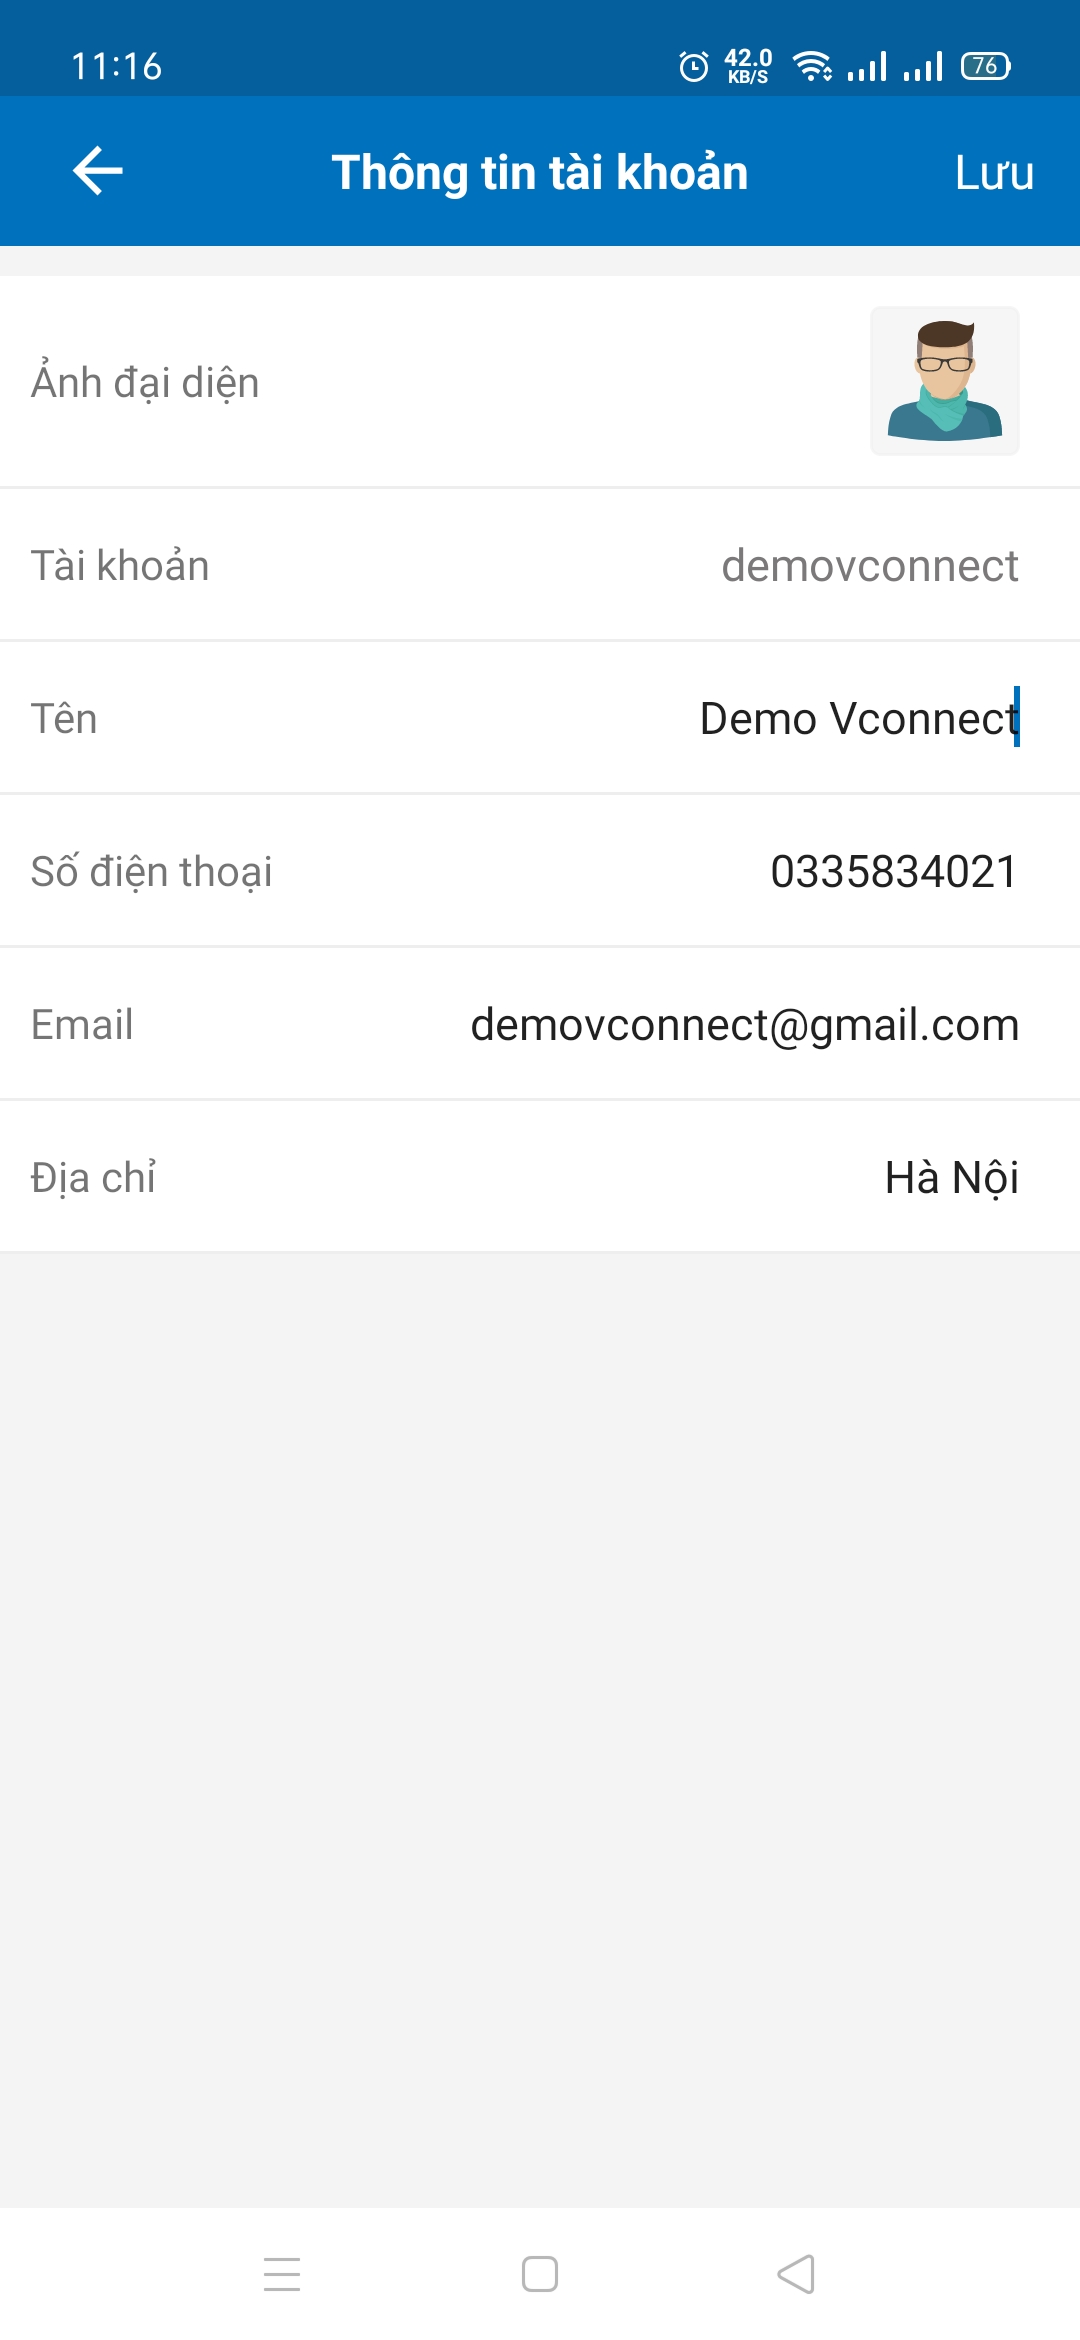 11:16
42.0
KB/S
76
Thông tin tài khoản
Lưu
Ảnh đại diện
Tài khoản
demovconnect
Tên
Demo Vconnect
Số điện thoại
0335834021
Email
demovconnect@gmail.com
Địa chỉ
Hà Nội